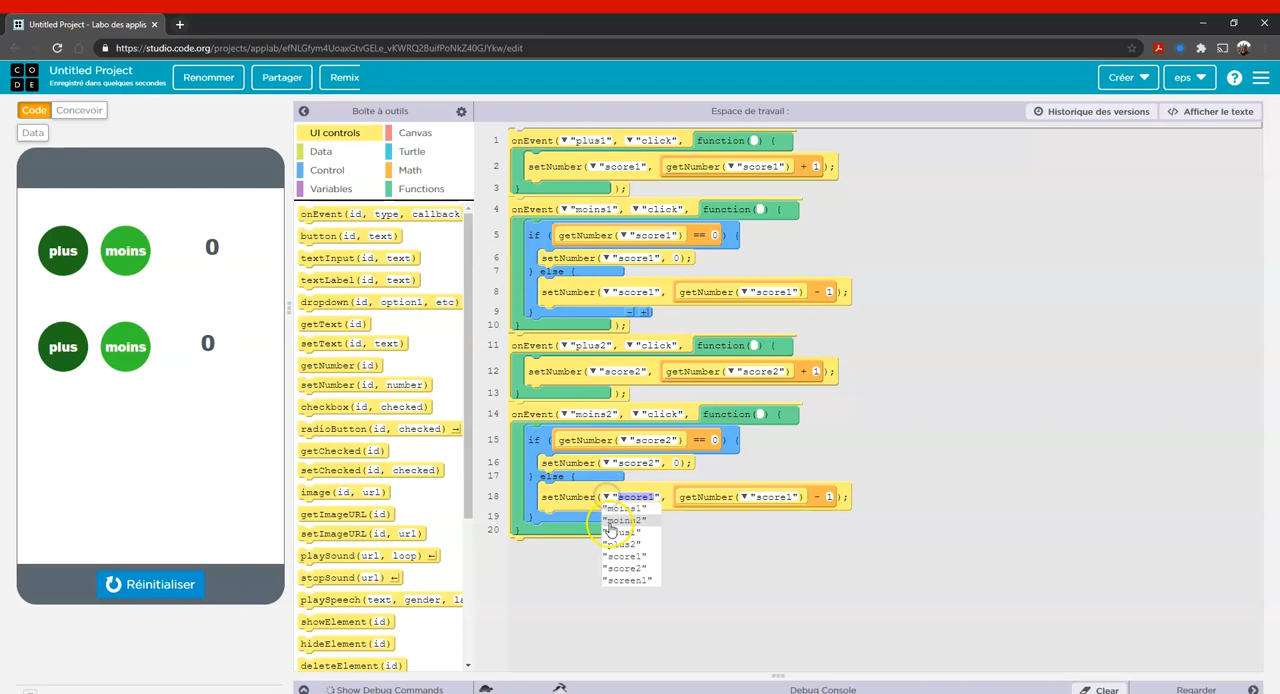 Untitled Project - Labo des applis
https://studio.code.org/projects/applab/efNLGfym4UoaxGtvGELe_vKWRQ2BuifPoNkZ40GJYkw/edit
C O
D E
Untitled Project
Enregistré dans quelques secondes
Renommer
Partager
Remix
Créer
eps
?
Code
Concevoir
Data
Boîte à outils
Espace de travail :
Historique des versions
</> Afficher le texte
plus
moins
0
plus
moins
0
Réinitialiser
UI controls
Canvas
Data
Turtle
Control
Math
Variables
Functions
onEvent(id, type, callback
button(id, text)
textInput(id, text)
textLabel(id, text)
dropdown(id, option1, etc)
getText(id)
setText(id, text)
getNumber(id)
setNumber(id, number)
checkbox(id, checked)
radioButton(id, checked)
getChecked(id)
setChecked(id, checked)
image(id, url)
getImageURL(id)
setImageURL(id, url)
playSound(url, loop)
stopSound(url)
playSpeech(text, gender, la
showElement(id)
hideElement(id)
deleteElement(id)
1 onEvent(▼"plus1", ▼"click", function( ) {
2 setNumber(▼"score1", getNumber(▼"score1") + 1);
3 } );
4 onEvent(▼"moins1", ▼"click", function( ) {
5 if (getNumber(▼"score1") == 0) {
6 setNumber(▼"score1", 0);
7 } else {
8 setNumber(▼"score1", getNumber(▼"score1") - 1);
9 } - +
10 } );
11 onEvent(▼"plus2", ▼"click", function( ) {
12 setNumber(▼"score2", getNumber(▼"score2") + 1);
13 } );
14 onEvent(▼"moins2", ▼"click", function( ) {
15 if (getNumber(▼"score2") == 0) {
16 setNumber(▼"score2", 0);
17 } else {
18 setNumber(▼"score1", getNumber(▼"score1") - 1);
19 }
20 }
"moins1"
"moins2"
"plus1"
"plus2"
"score1"
"score2"
"screen1"
Show Debug Commands
Debug Console
Clear
Regarder